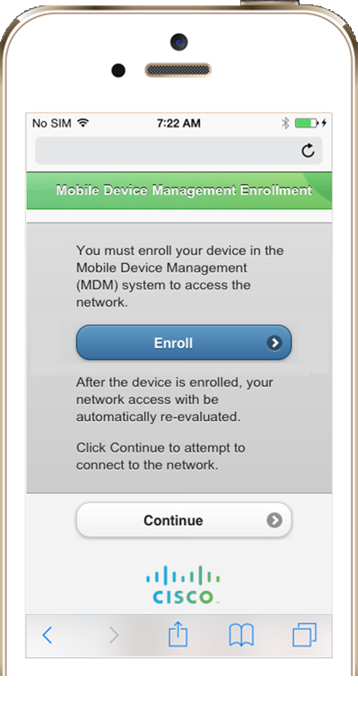 No SIM 7:22 AM
Mobile Device Management Enrollment
You must enroll your device in the
Mobile Device Management
(MDM) system to access the
network.
Enroll
After the device is enrolled, your
network access with be
automatically re-evaluated.
Click Continue to attempt to
connect to the network.
Continue
CISCO